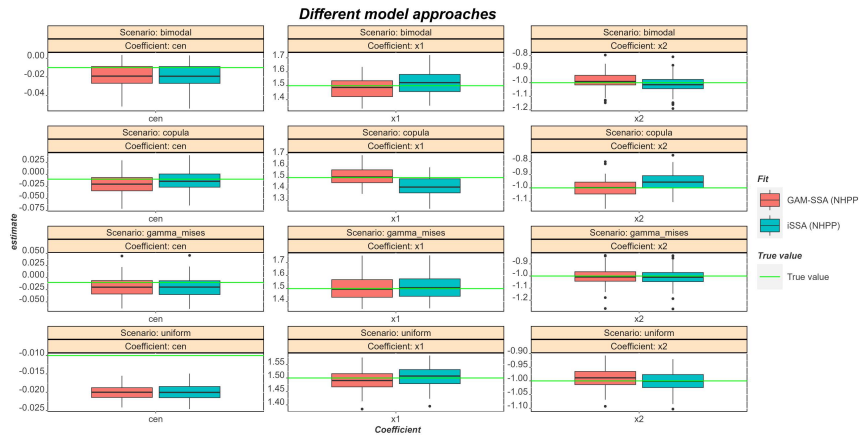 Different model approaches
Scenario: bimodal
Coefficient: cen
0.00
-0.02
-0.04
cen
Scenario: bimodal
Coefficient: x1
1.7
1.6
1.5
1.4
x1
Scenario: bimodal
Coefficient: x2
-0.8
-0.9
-1.0
-1.1
-1.2
x2
Scenario: copula
Coefficient: cen
0.025
0.000
-0.025
-0.050
-0.075
cen
Scenario: copula
Coefficient: x1
1.7
1.6
1.5
1.4
1.3
x1
Scenario: copula
Coefficient: x2
-0.8
-0.9
-1.0
-1.1
x2
Scenario: gamma_mises
Coefficient: cen
0.050
0.025
0.000
-0.025
-0.050
cen
Scenario: gamma_mises
Coefficient: x1
1.7
1.6
1.5
1.4
x1
Scenario: gamma_mises
Coefficient: x2
-0.9
-1.0
-1.1
-1.2
x2
Scenario: uniform
Coefficient: cen
-0.010
-0.015
-0.020
-0.025
cen
Scenario: uniform
Coefficient: x1
1.55
1.50
1.45
1.40
x1
Scenario: uniform
Coefficient: x2
-0.90
-0.95
-1.00
-1.05
-1.10
x2
estimate
Coefficient
Fit
GAM-SSA (NHPP
iSSA (NHPP)
True value
True value